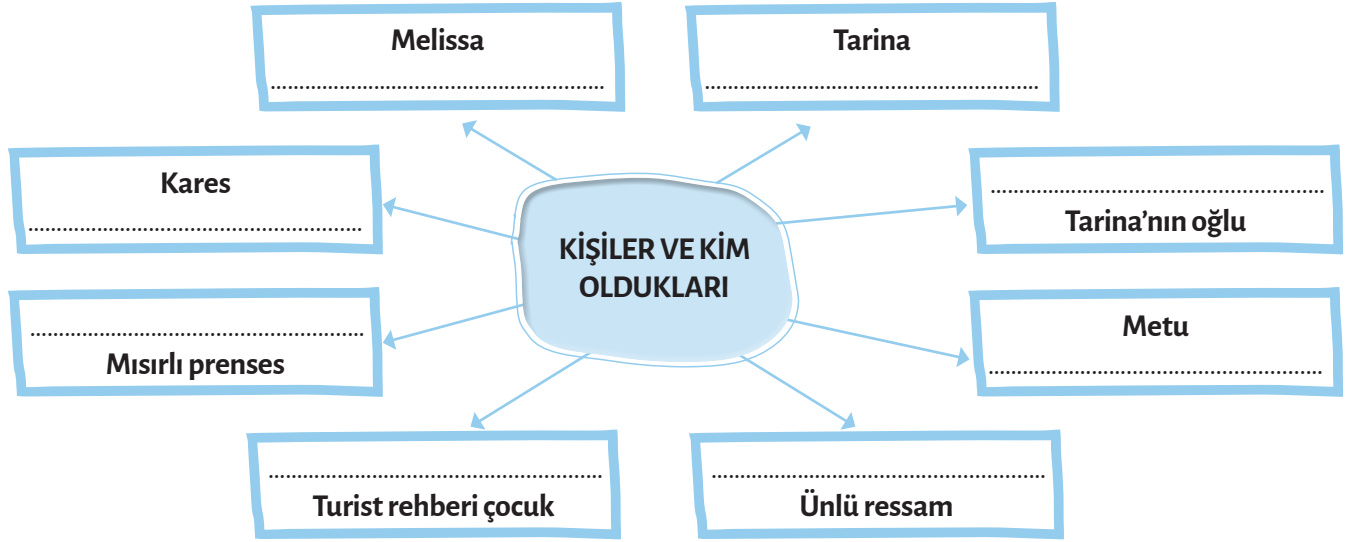 Melissa
........................................................................
Tarina
........................................................................
Kares
........................................................................
........................................................................
Tarina’nın oğlu
KİŞİLER VE KİM
OLDUKLARI
........................................................................
Mısırlı prenses
Metu
........................................................................
........................................................................
Turist rehberi çocuk
........................................................................
Ünlü ressam